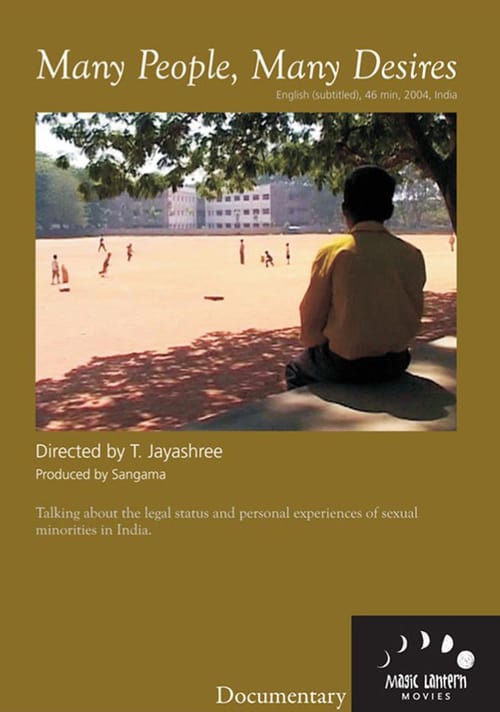 Many People, Many Desires
English (subtitled), 46 min, 2004, India
Directed by T. Jayashree
Produced by Sangama
Talking about the legal status and personal experiences of sexual
minorities in India.
Magic Lantern
MOVIES
Documentary